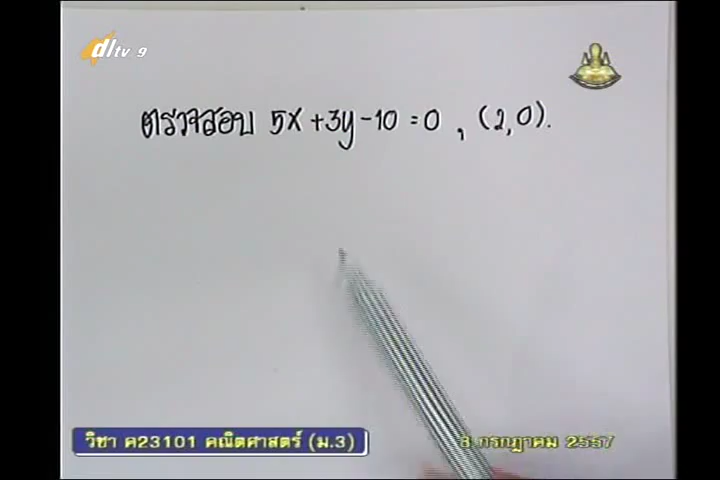 dltv 9
ตรวจสอบ 5x + 3y - 10 = 0 , (2, 0).
วิชา ค23101 คณิตศาสตร์ (ม.3)
3 กรกฎาคม 2557